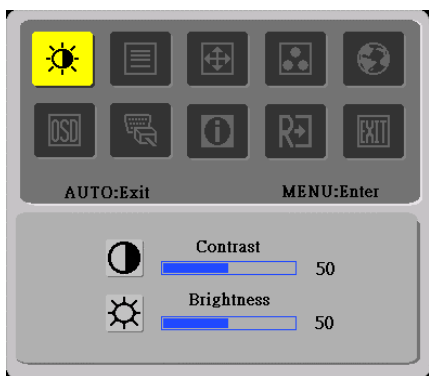 OSD
i
R
EXIT
AUTO:Exit MENU:Enter
Contrast
50
Brightness
50